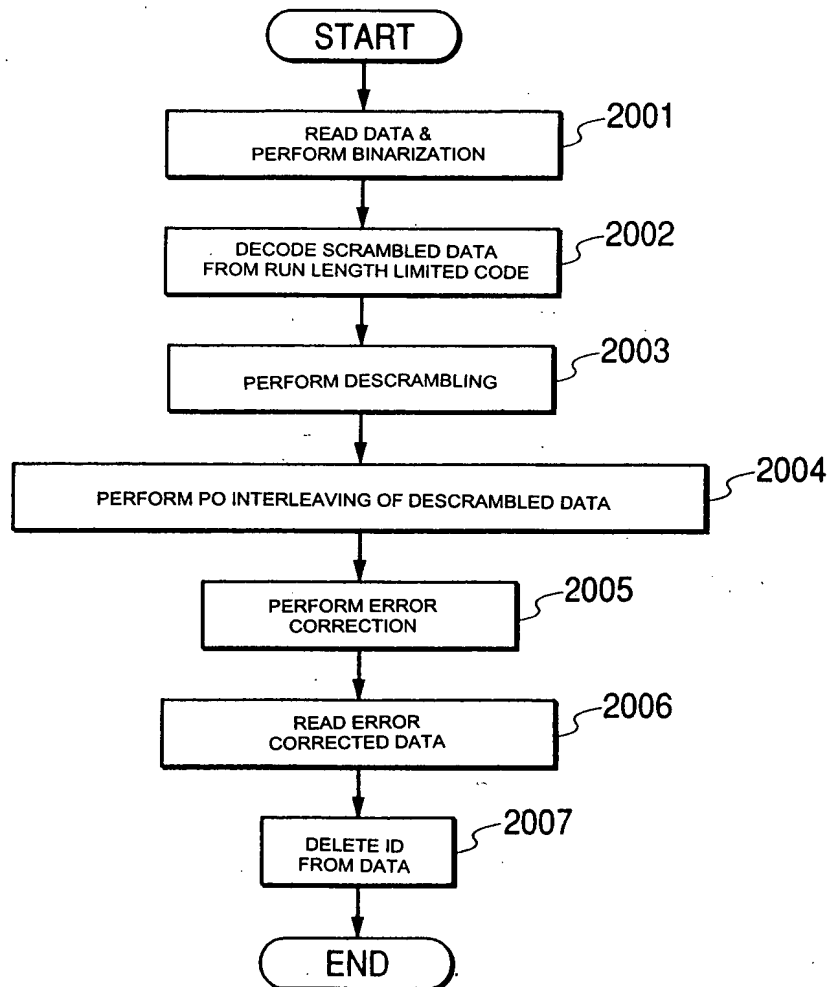 START
READ DATA &
PERFORM BINARIZATION
2001
DECODE SCRAMBLED DATA
FROM RUN LENGTH LIMITED CODE
2002
PERFORM DESCRAMBLING
2003
PERFORM PO INTERLEAVING OF DESCRAMBLED DATA
2004
PERFORM ERROR
CORRECTION
2005
READ ERROR
CORRECTED DATA
2006
DELETE ID
FROM DATA
2007
END